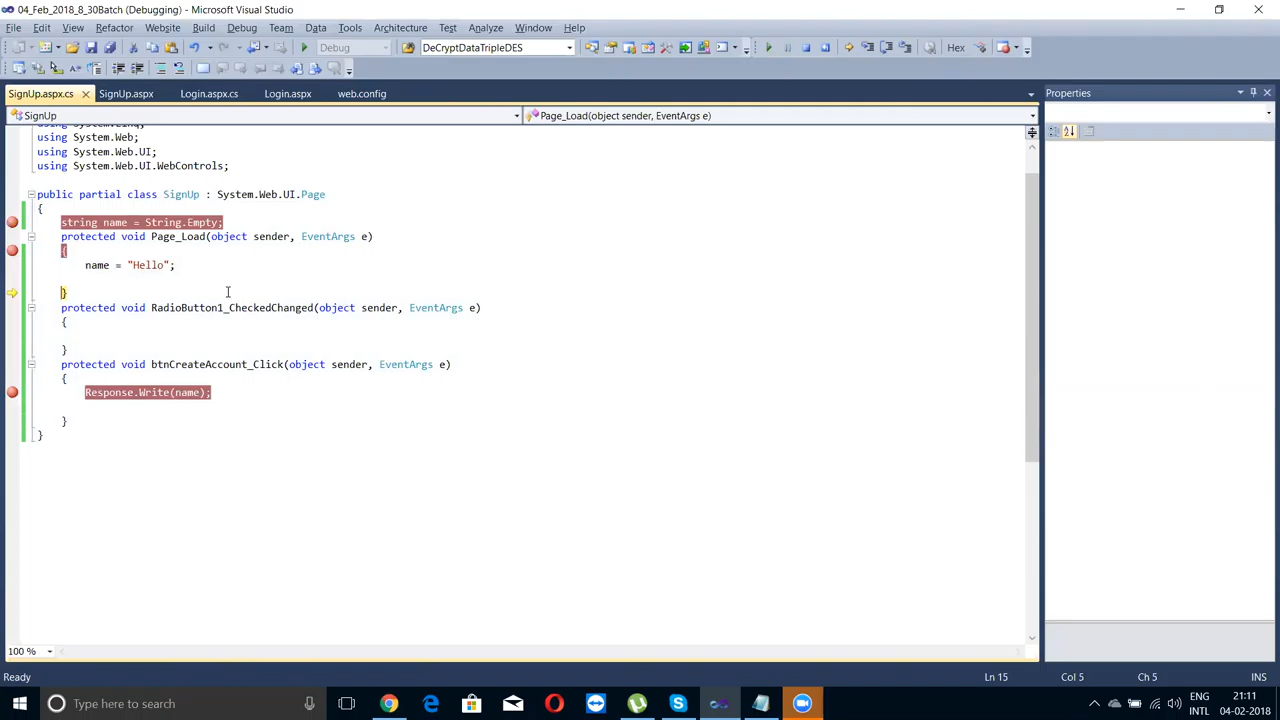 04_Feb_2018_8_30Batch (Debugging) - Microsoft Visual Studio
File Edit View Refactor Website Build Debug Team Data Tools Architecture Test Analyze Window Help
Debug DeCryptDataTripleDES Hex
SignUp.aspx.cs SignUp.aspx Login.aspx.cs Login.aspx web.config Properties
SignUp Page_Load(object sender, EventArgs e)
using System.Linq;
using System.Web;
using System.Web.UI;
using System.Web.UI.WebControls;
public partial class SignUp : System.Web.UI.Page
{
string name = String.Empty;
protected void Page_Load(object sender, EventArgs e)
{
name = "Hello";
}
protected void RadioButton1_CheckedChanged(object sender, EventArgs e)
{
}
protected void btnCreateAccount_Click(object sender, EventArgs e)
{
Response.Write(name);
}
}
100 %
Ready Ln 15 Col 5 Ch 5 INS
Type here to search
ENG 21:11
INTL 04-02-2018